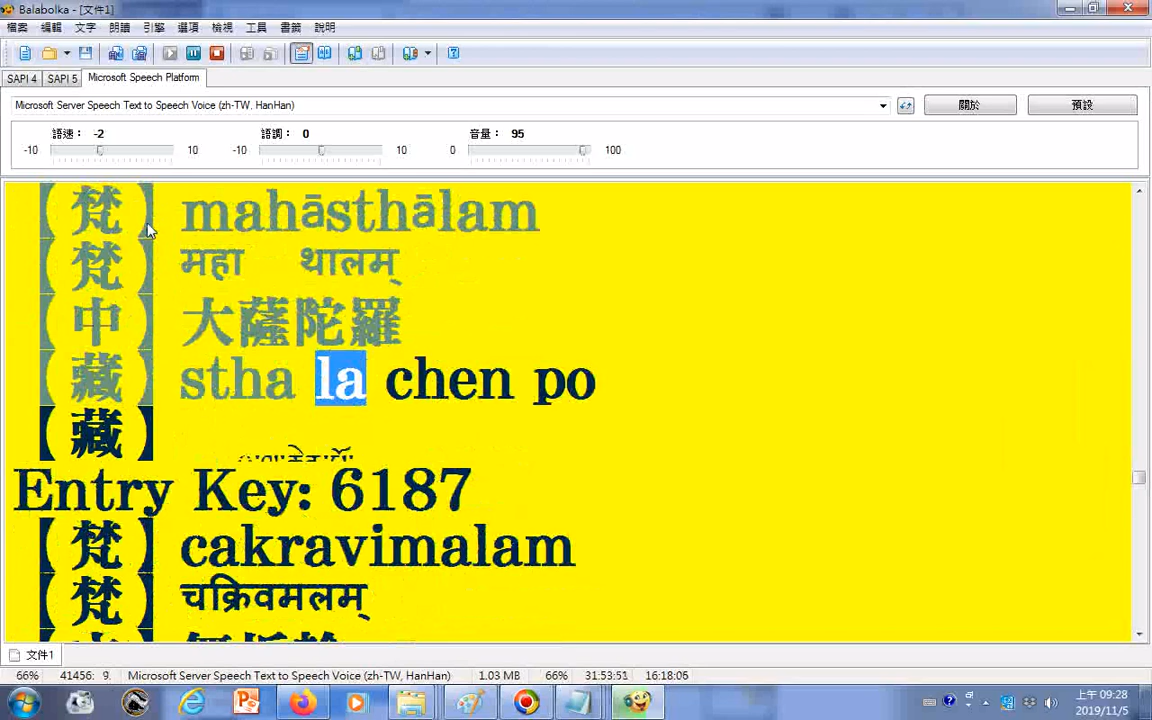 Balabolka - [文件1]
檔案 編輯 文字 朗讀 引擎 選項 檢視 工具 書籤 說明
SAPI 4 SAPI 5 Microsoft Speech Platform
Microsoft Server Speech Text to Speech Voice (zh-TW, HanHan) 關於 預設
語速： -2 語調： 0 音量： 95
-10 10 -10 10 0 100
【梵】 mahāsthālam
【梵】 महा थालम्
【中】 大薩陀羅
【藏】 stha la chen po
【藏】
Entry Key: 6187
【梵】 cakravimalam
【梵】 चक्रिवमलम्
文件1
66% 41456: 9. Microsoft Server Speech Text to Speech Voice (zh-TW, HanHan) 1.03 MB 66% 31:53:51 16:18:05
上午 09:28
2019/11/5